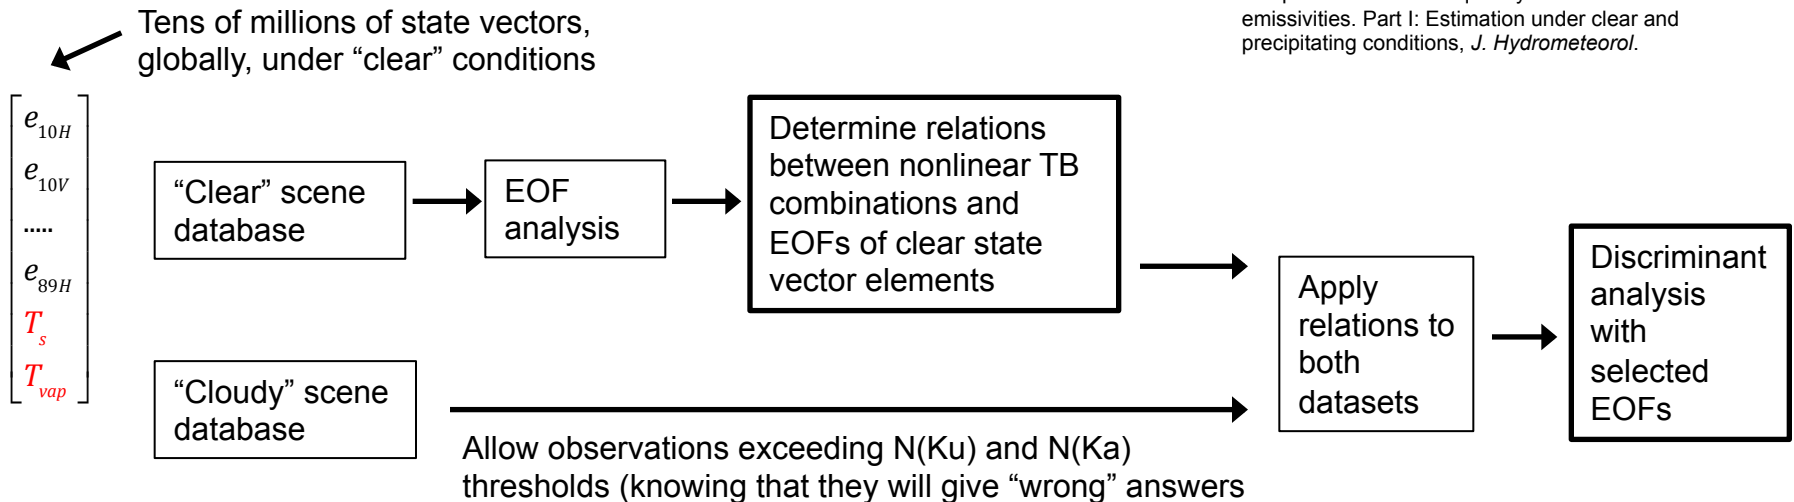 Tens of millions of state vectors,
globally, under “clear” conditions
emissivities. Part I: Estimation under clear and
precipitating conditions, J. Hydrometeorol.
e10H
e10V
.....
e89H
Ts
Tvap
“Clear” scene
database
EOF
analysis
Determine relations
between nonlinear TB
combinations and
EOFs of clear state
vector elements
“Cloudy” scene
database
Allow observations exceeding N(Ku) and N(Ka)
thresholds (knowing that they will give “wrong” answers
Apply
relations to
both
datasets
Discriminant
analysis
with
selected
EOFs